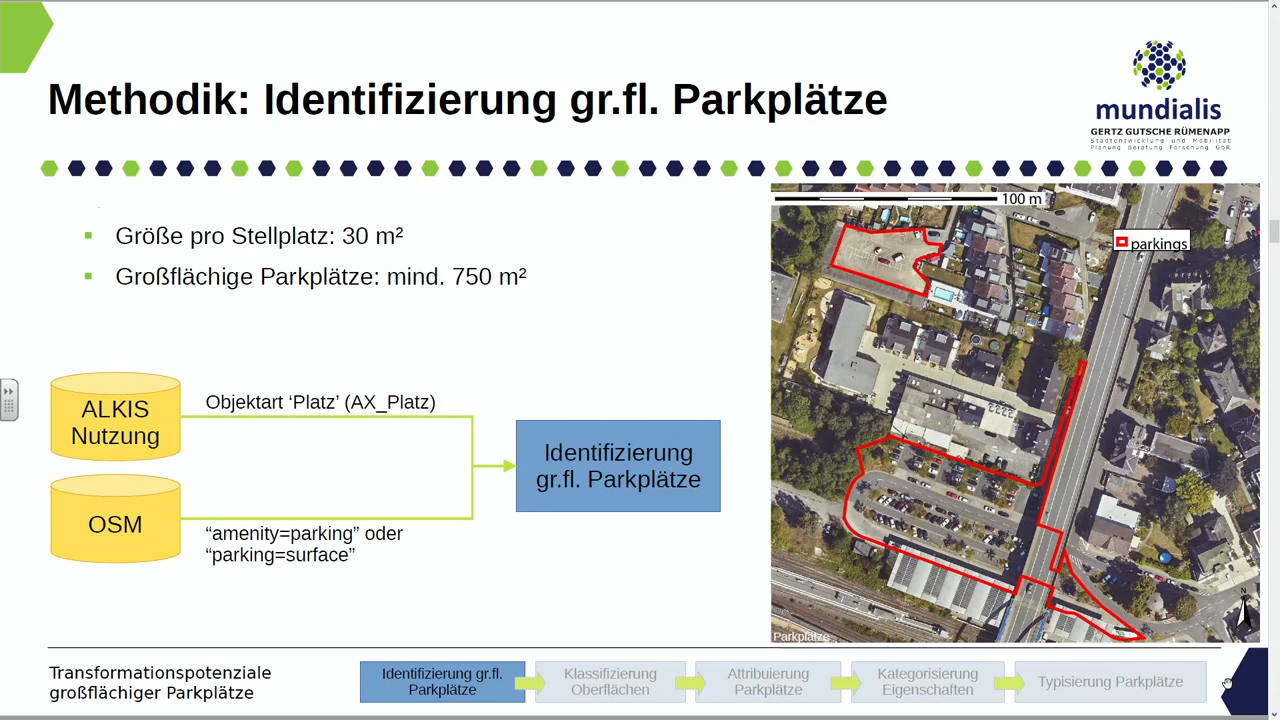 Methodik: Identifizierung gr.fl. Parkplätze
mundialis
GERTZ GUTSCHE RÜMENAPP
Stadtentwicklung und Mobilität
Planung Beratung Forschung GbR
Größe pro Stellplatz: 30 m²
Großflächige Parkplätze: mind. 750 m²
ALKIS
Nutzung
Objektart ‘Platz’ (AX_Platz)
OSM
“amenity=parking” oder
“parking=surface”
Identifizierung
gr.fl. Parkplätze
100 m
parkings
N
Parkplätze
Transformationspotenziale
großflächiger Parkplätze
Identifizierung gr.fl.
Parkplätze
Klassifizierung
Oberflächen
Attribuierung
Parkplätze
Kategorisierung
Eigenschaften
Typisierung Parkplätze